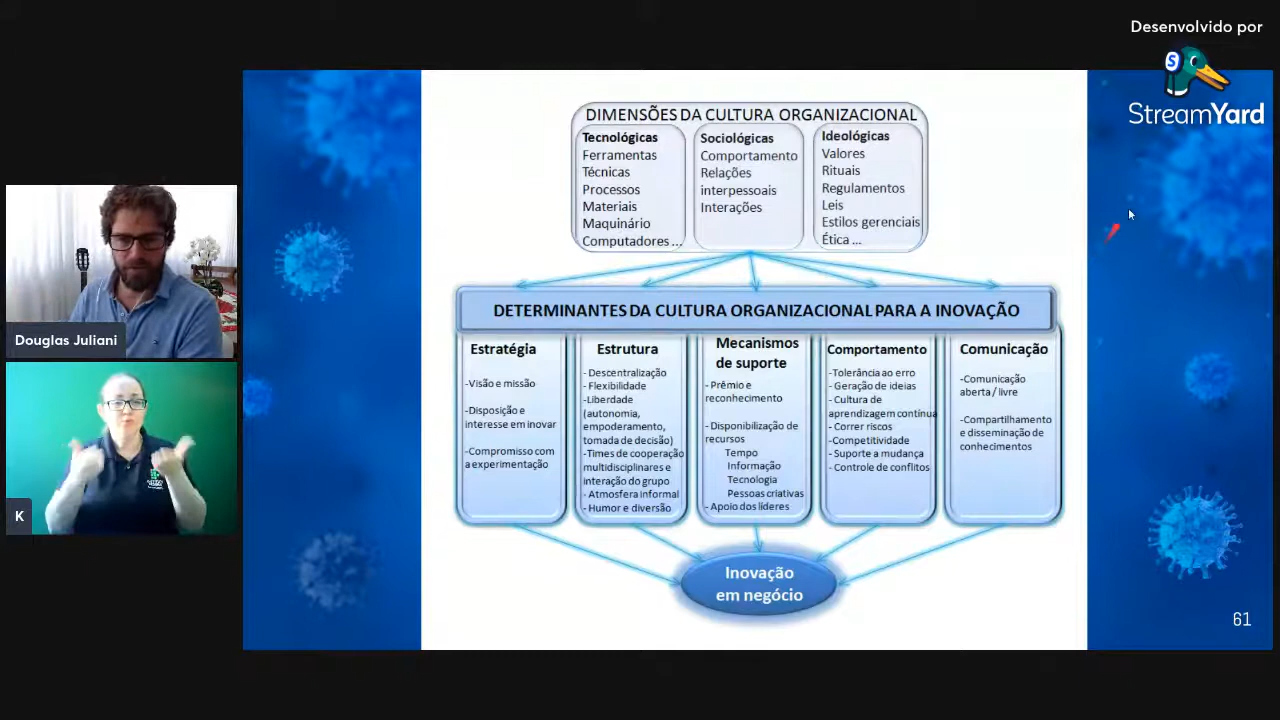 Desenvolvido por
S
StreamYard
DIMENSÕES DA CULTURA ORGANIZACIONAL
Tecnológicas
Ferramentas
Técnicas
Processos
Materiais
Maquinário
Computadores ...
Sociológicas
Comportamento
Relações
interpessoais
Interações
Ideológicas
Valores
Rituais
Regulamentos
Leis
Estilos gerenciais
Ética ...
DETERMINANTES DA CULTURA ORGANIZACIONAL PARA A INOVAÇÃO
Estratégia
-Visão e missão
-Disposição e
interesse em inovar
-Compromisso com
a experimentação
Estrutura
- Descentralização
- Flexibilidade
- Liberdade
(autonomia,
empoderamento,
tomada de decisão)
-Times de cooperação
multidisciplinares e
interação do grupo
- Atmosfera informal
- Humor e diversão
Mecanismos
de suporte
- Prêmio e
reconhecimento
- Disponibilização de
recursos
Tempo
Informação
Tecnologia
Pessoas criativas
- Apoio dos líderes
Comportamento
-Tolerância ao erro
- Geração de ideias
- Cultura de
aprendizagem contínua
- Correr riscos
-Competitividade
- Suporte a mudança
- Controle de conflitos
Comunicação
-Comunicação
aberta / livre
-Compartilhamento
e disseminação de
conhecimentos
Inovação
em negócio
61
Douglas Juliani
K